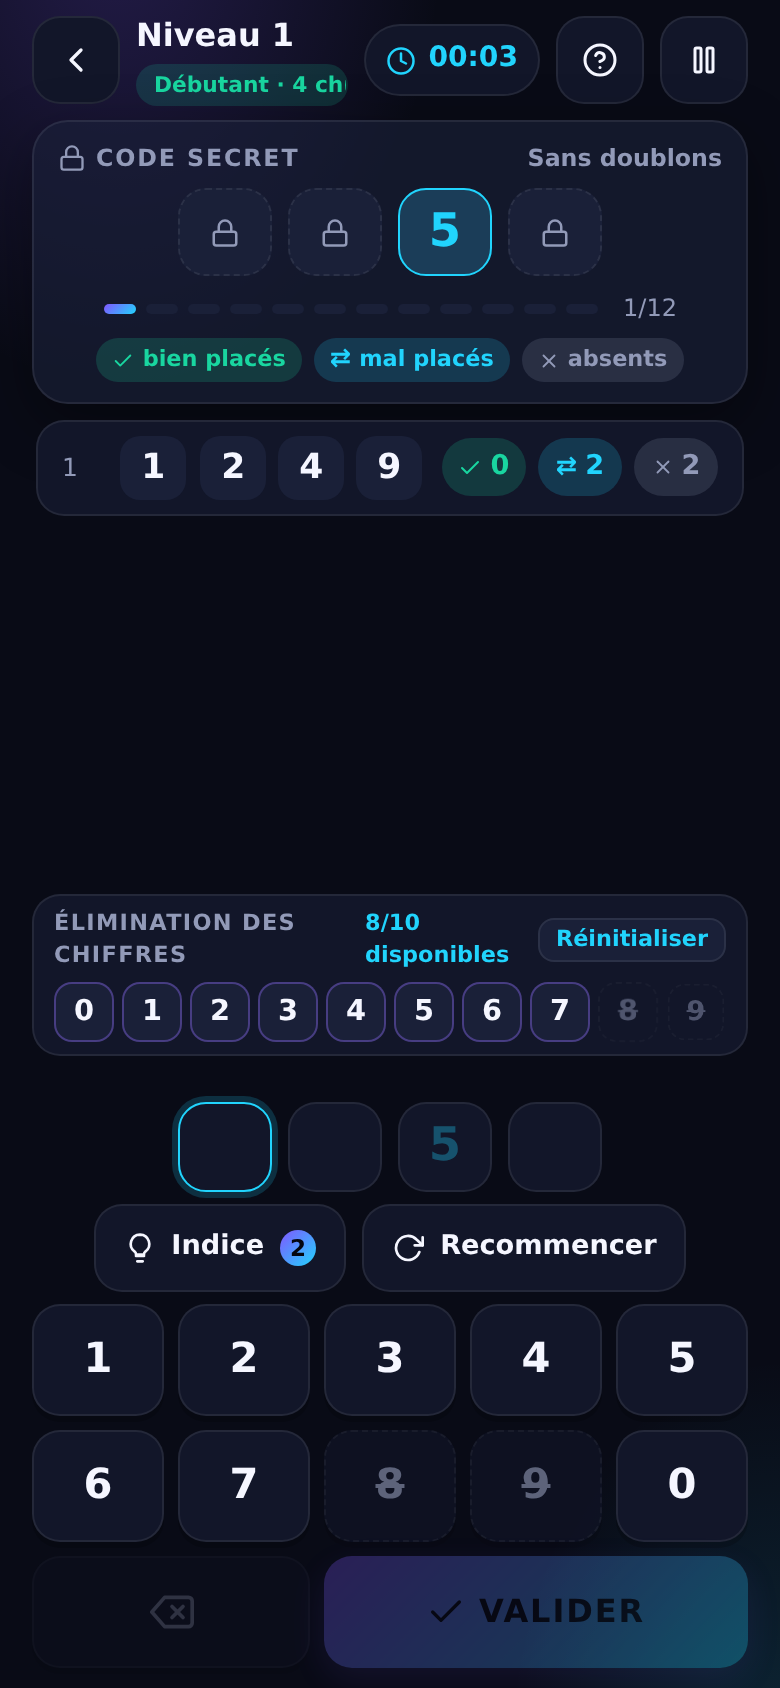 Niveau 1
Débutant · 4 ch
00:03
CODE SECRET
Sans doublons
5
1/12
bien placés
mal placés
absents
1 1 2 4 9 0 2 2
ÉLIMINATION DES
CHIFFRES
8/10
disponibles
Réinitialiser
0 1 2 3 4 5 6 7 8 9
5
Indice 2
Recommencer
1 2 3 4 5
6 7 8 9 0
VALIDER